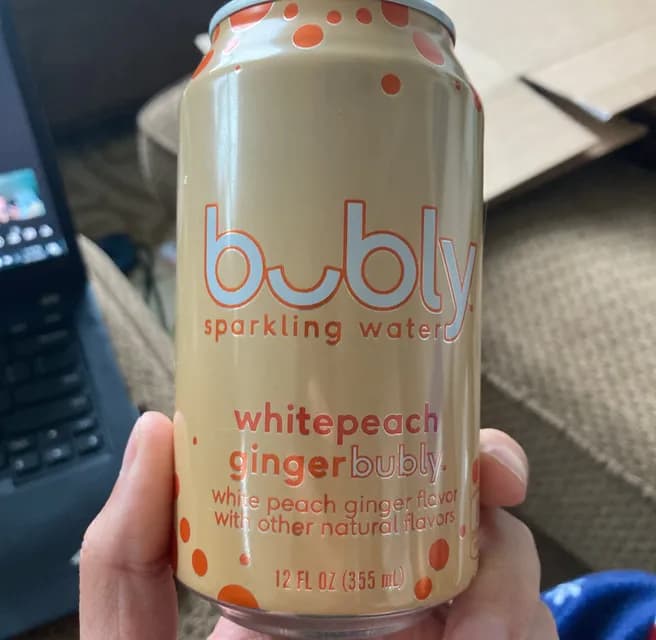 bubly
sparkling water
whitepeach
gingerbubly
white peach ginger flavor
with other natural flavors
12 FL OZ (355 mL)